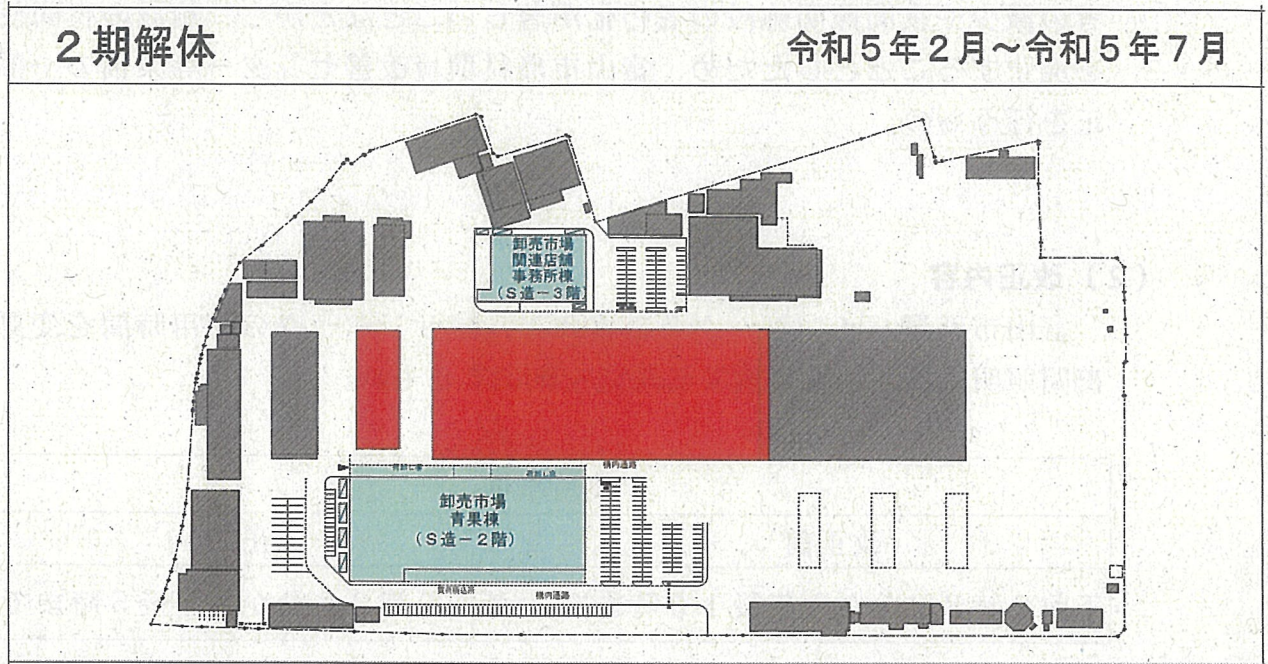 2期解体
令和5年2月～令和5年7月
卸売市場
関連店舗
事務所棟
(S造－3階)
構内通路
卸売市場
青果棟
(S造－2階)
構内通路